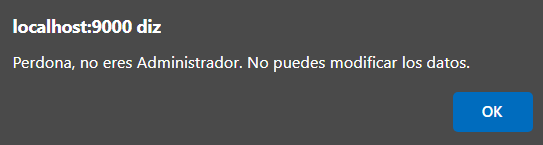 localhost:9000 diz
Perdona, no eres Administrador. No puedes modificar los datos.
OK